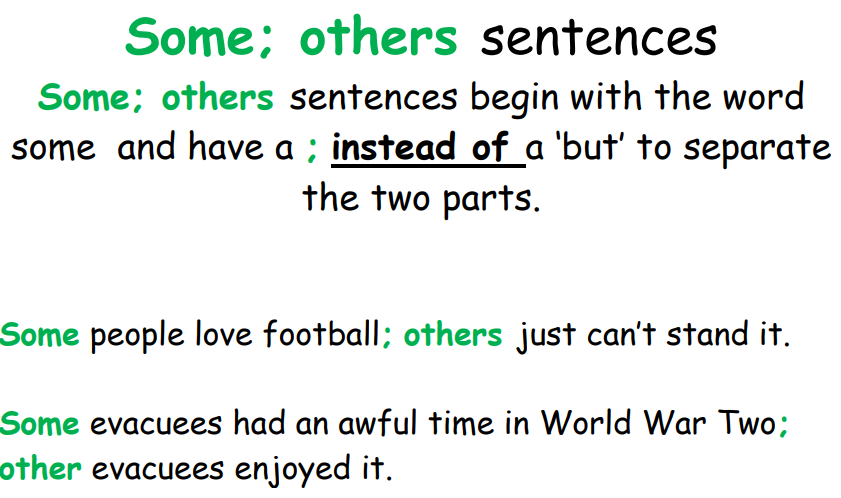 Some; others sentences
Some; others sentences begin with the word
some and have a ; instead of a ‘but’ to separate
the two parts.
Some people love football; others just can’t stand it.
Some evacuees had an awful time in World War Two;
other evacuees enjoyed it.